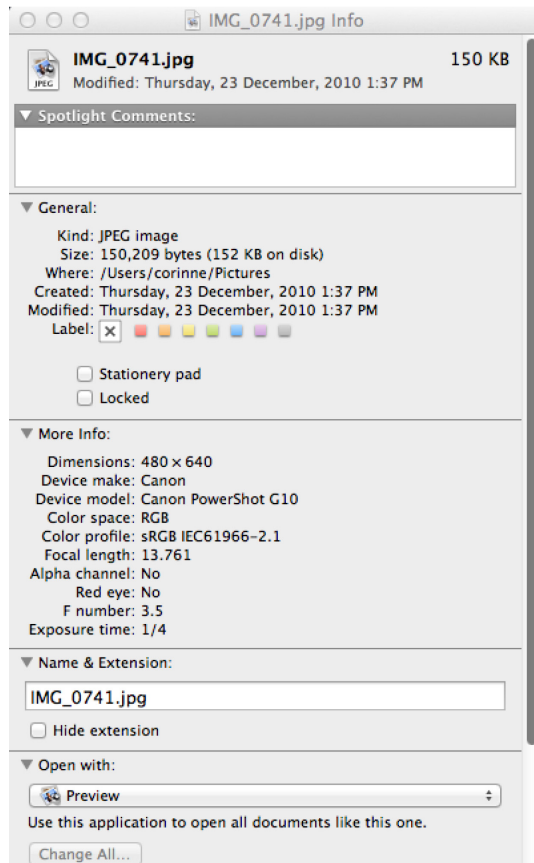 IMG_0741.jpg Info
IMG_0741.jpg 150 KB
JPEG Modified: Thursday, 23 December, 2010 1:37 PM
▼ Spotlight Comments:
▼ General:
Kind: JPEG image
Size: 150,209 bytes (152 KB on disk)
Where: /Users/corinne/Pictures
Created: Thursday, 23 December, 2010 1:37 PM
Modified: Thursday, 23 December, 2010 1:37 PM
Label:
Stationery pad
Locked
▼ More Info:
Dimensions: 480 × 640
Device make: Canon
Device model: Canon PowerShot G10
Color space: RGB
Color profile: sRGB IEC61966-2.1
Focal length: 13.761
Alpha channel: No
Red eye: No
F number: 3.5
Exposure time: 1/4
▼ Name & Extension:
IMG_0741.jpg
Hide extension
▼ Open with:
Preview
Use this application to open all documents like this one.
Change All...